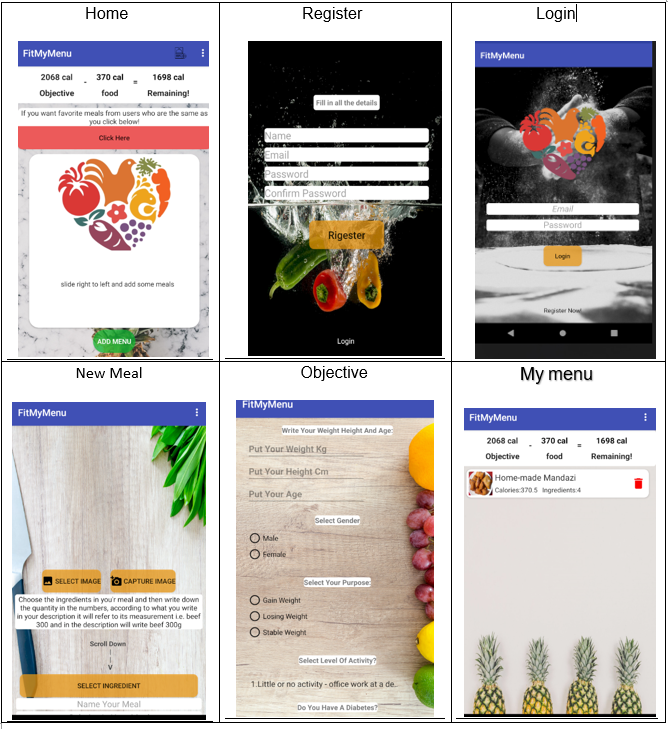 Home
FitMyMenu
2068 cal - 370 cal = 1698 cal
Objective food Remaining!
If you want favorite meals from users who are the same as
you click below!
Click Here
slide right to left and add some meals
ADD MENU
Register
Fill in all the details
Name
Email
Password
Confirm Password
Rigester
Login
Login
FitMyMenu
Email
Password
Login
Register Now!
New Meal
FitMyMenu
SELECT IMAGE
CAPTURE IMAGE
Choose the ingredients in you'r meal and then write down
the quantity in the numbers, according to what you write
in your description it will refer to its measurement i.e. beef
300 and in the description will write beef 300g
Scroll Down
V
SELECT INGREDIENT
Name Your Meal
Objective
FitMyMenu
Write Your Weight Height And Age:
Put Your Weight Kg
Put Your Height Cm
Put Your Age
Select Gender
Male
Female
Select Your Purpose:
Gain Weight
Losing Weight
Stable Weight
Select Level Of Activity?
1.Little or no activity - office work at a de..
Do You Have A Diabetes?
My menu
FitMyMenu
2068 cal - 370 cal = 1698 cal
Objective food Remaining!
Home-made Mandazi
Calories:370.5 Ingredients:4